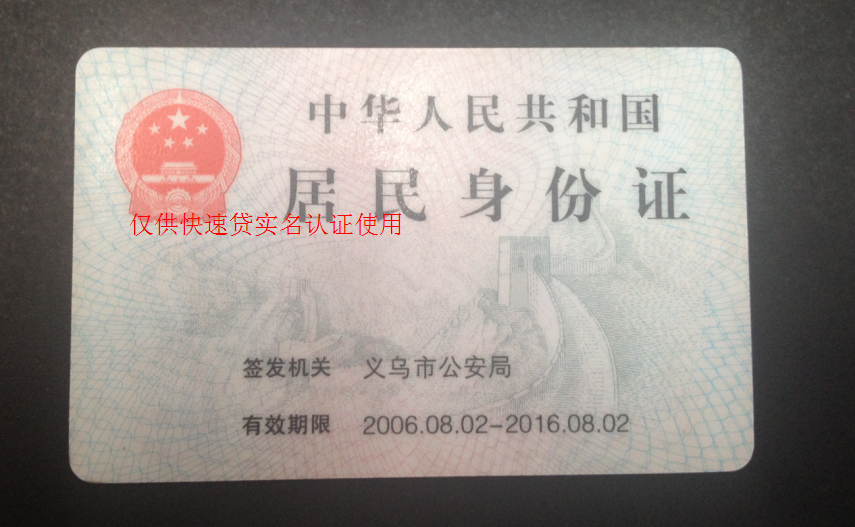 中华人民共和国
居民身份证
仅供快速贷实名认证使用
签发机关 义乌市公安局
有效期限 2006.08.02-2016.08.02